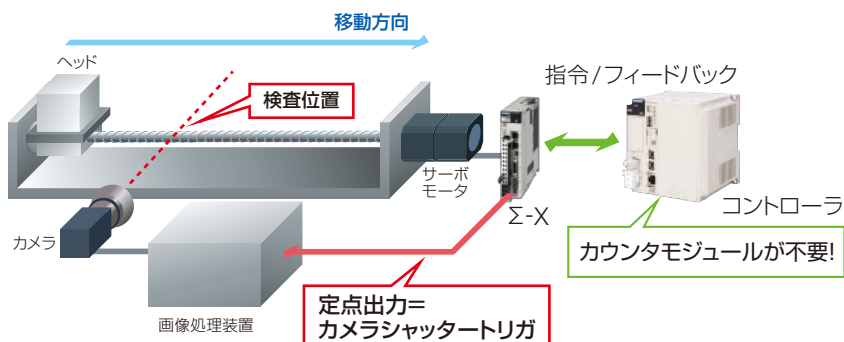 移動方向
ヘッド
検査位置
指令/フィードバック
サーボ
モータ
Σ-X
コントローラ
カメラ
カウンタモジュールが不要!
定点出力=
カメラシャッタートリガ
画像処理装置